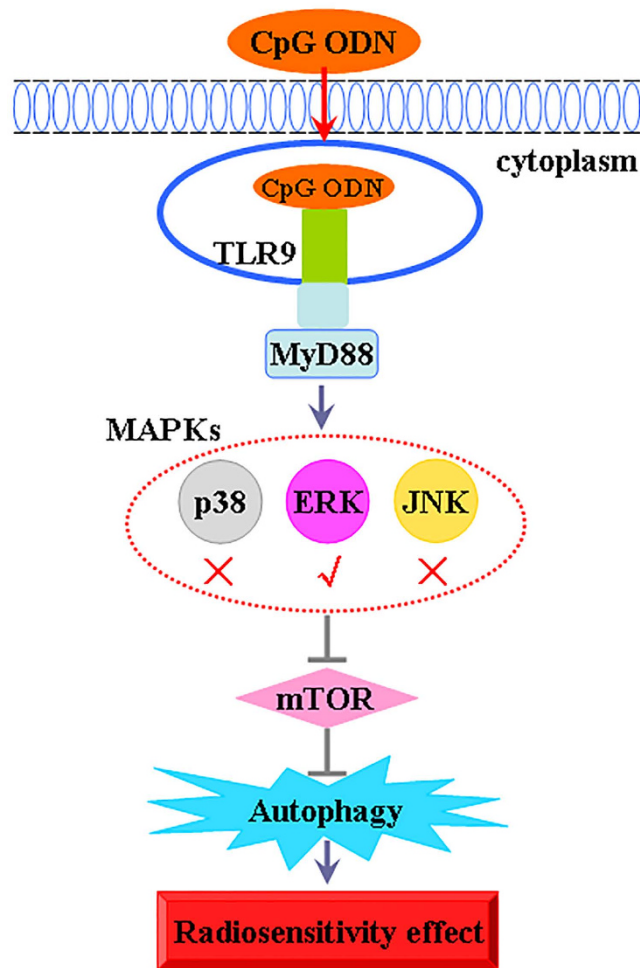 CpG ODN
cytoplasm
CpG ODN
TLR9
MyD88
MAPKs
p38 ERK JNK
× √ ×
mTOR
Autophagy
Radiosensitivity effect